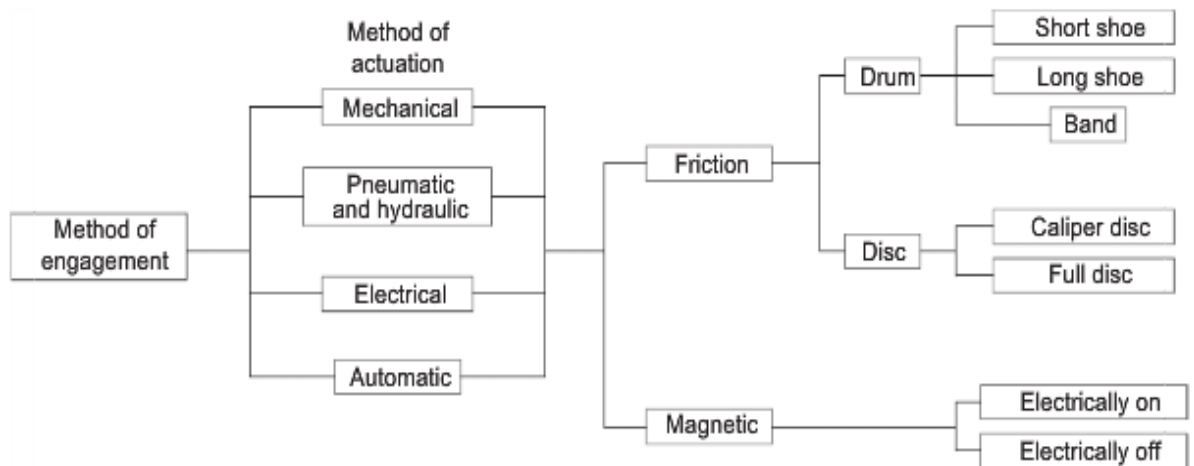 Method of
engagement
Method of
actuation
Mechanical
Pneumatic
and hydraulic
Electrical
Automatic
Friction
Magnetic
Drum
Disc
Short shoe
Long shoe
Band
Caliper disc
Full disc
Electrically on
Electrically off